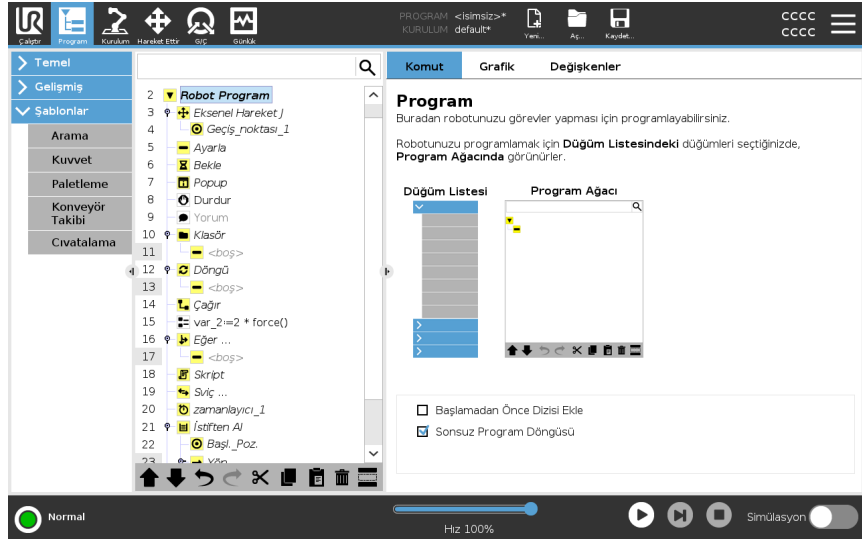 UR
PROGRAM <isimsiz>*
KURULUM default*
CCCC
CCCC
Çalıştır
Program
Kurulum
Hareket Ettir
G/Ç
Günlük
Yeni...
Aç...
Kaydet...
Temel
Gelişmiş
Şablonlar
Arama
Kuvvet
Paletleme
Konveyör
Takibi
Cıvatalama
2 Robot Program
3 Eksenel Hareket J
4 Geçiş_noktası_1
5 Ayarla
6 Bekle
7 Popup
8 Durdur
9 Yorum
10 Klasör
11 <boş>
12 Döngü
13 <boş>
14 Çağır
15 var_2:=2 * force()
16 Eğer ...
17 <boş>
18 Skript
19 Sviç ...
20 zamanlayıcı_1
21 İstiften Al
22 Başl._Poz.
23 Yön
Komut
Grafik
Değişkenler
Program
Buradan robotunuzu görevler yapması için programlayabilirsiniz.
Robotunuzu programlamak için Düğüm Listesindeki düğümleri seçtiğinizde,
Program Ağacında görünürler.
Düğüm Listesi
Program Ağacı
Başlamadan Önce Dizisi Ekle
Sonsuz Program Döngüsü
Normal
Hız 100%
Simülasyon